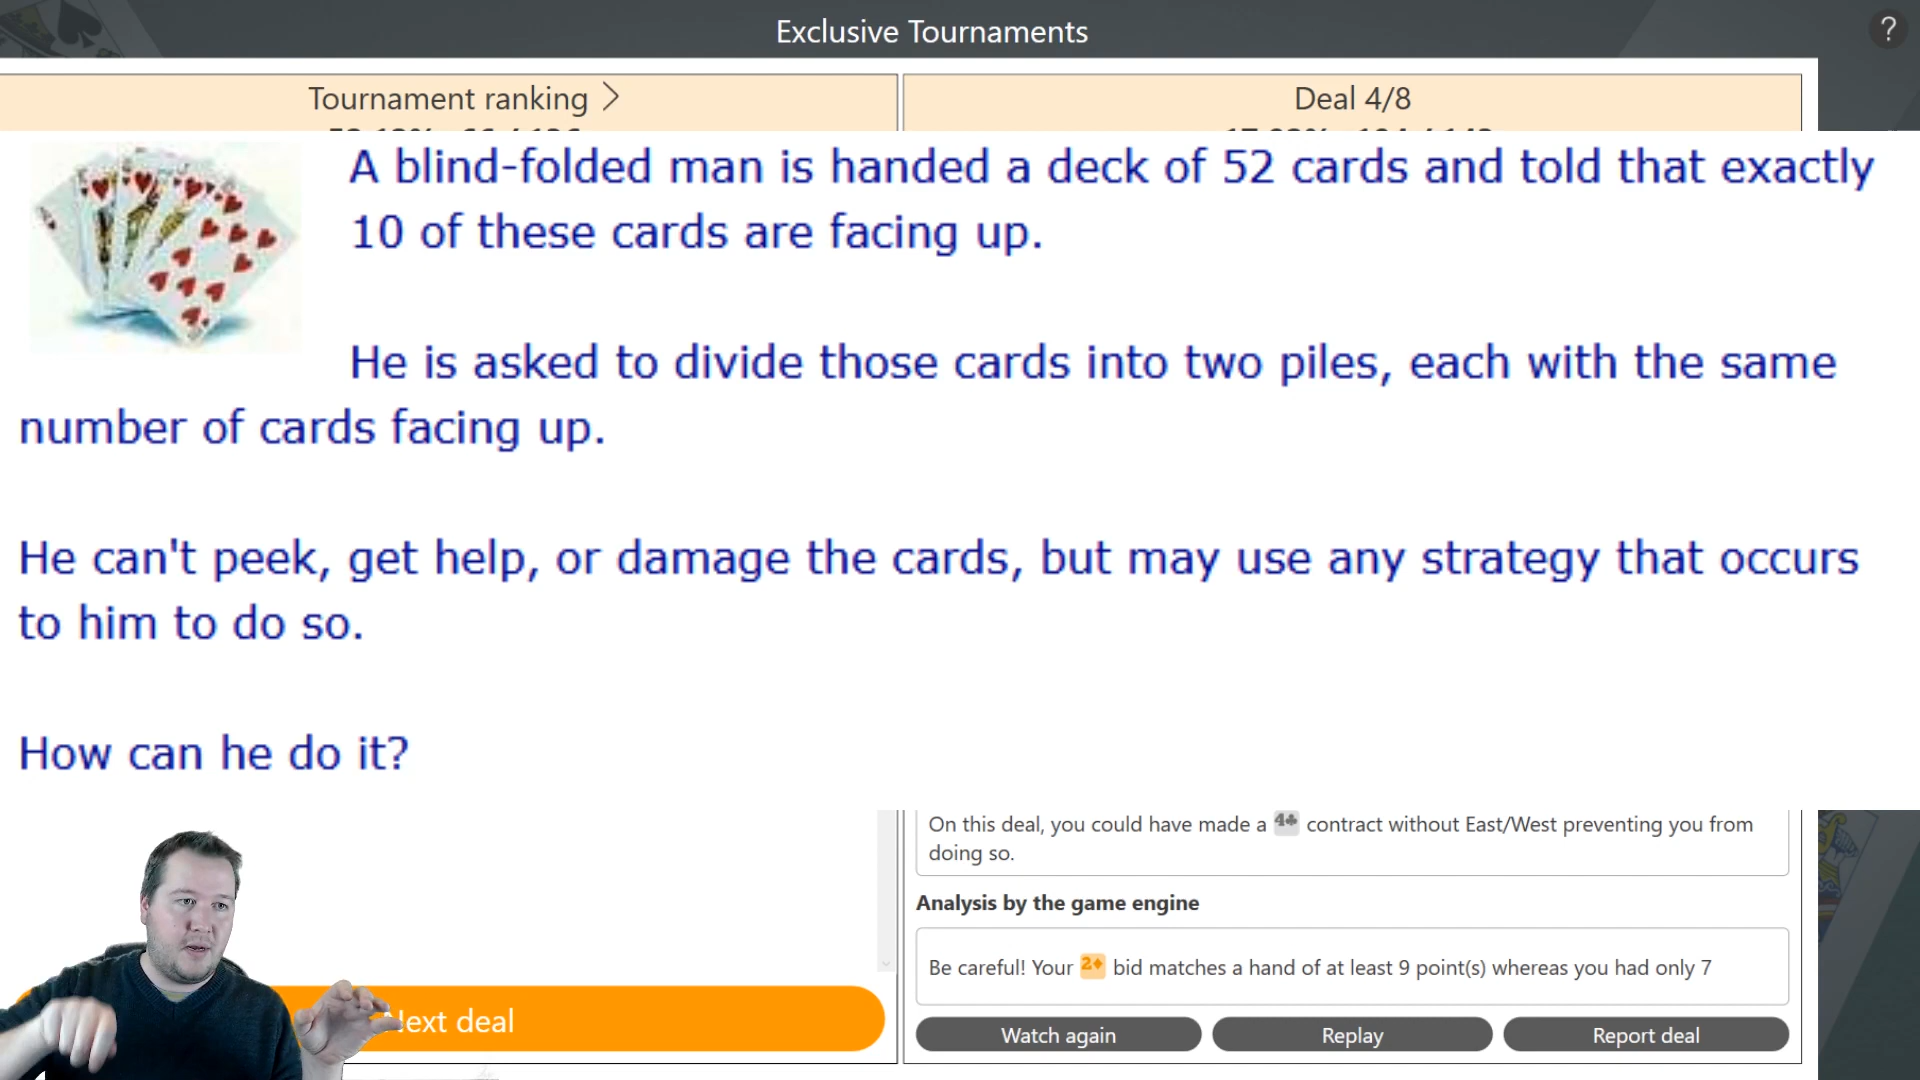 Exclusive Tournaments
?
Tournament ranking >
Deal 4/8
A blind-folded man is handed a deck of 52 cards and told that exactly
10 of these cards are facing up.
He is asked to divide those cards into two piles, each with the same
number of cards facing up.
He can't peek, get help, or damage the cards, but may use any strategy that occurs
to him to do so.
How can he do it?
On this deal, you could have made a 4♣ contract without East/West preventing you from
doing so.
Analysis by the game engine
Be careful! Your 2♦ bid matches a hand of at least 9 point(s) whereas you had only 7
Next deal
Watch again
Replay
Report deal